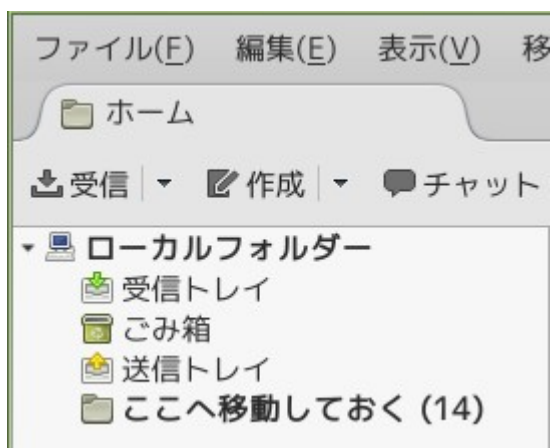 ファイル(F) 編集(E) 表示(V) 移
ホーム
受信 作成 チャット
ローカルフォルダー
受信トレイ
ごみ箱
送信トレイ
ここへ移動しておく (14)